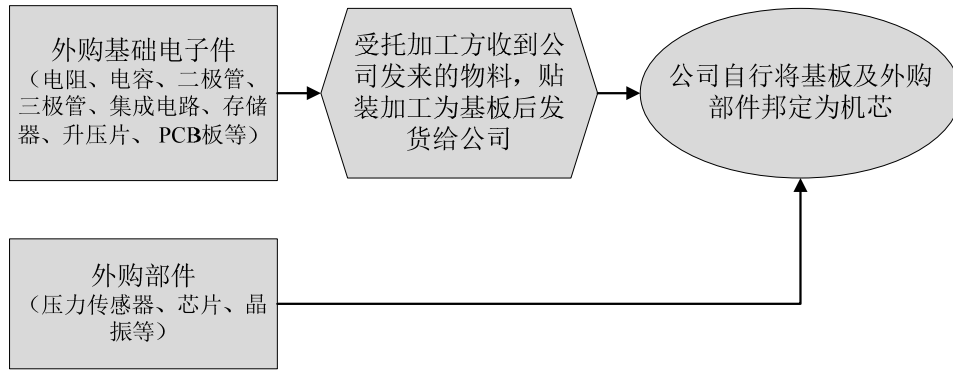 外购基础电子件
（电阻、电容、二极管、
三极管、集成电路、存储
器、升压片、 PCB板等）
受托加工方收到公
司发来的物料，贴
装加工为基板后发
货给公司
公司自行将基板及外购
部件邦定为机芯
外购部件
（压力传感器、芯片、晶
振等）